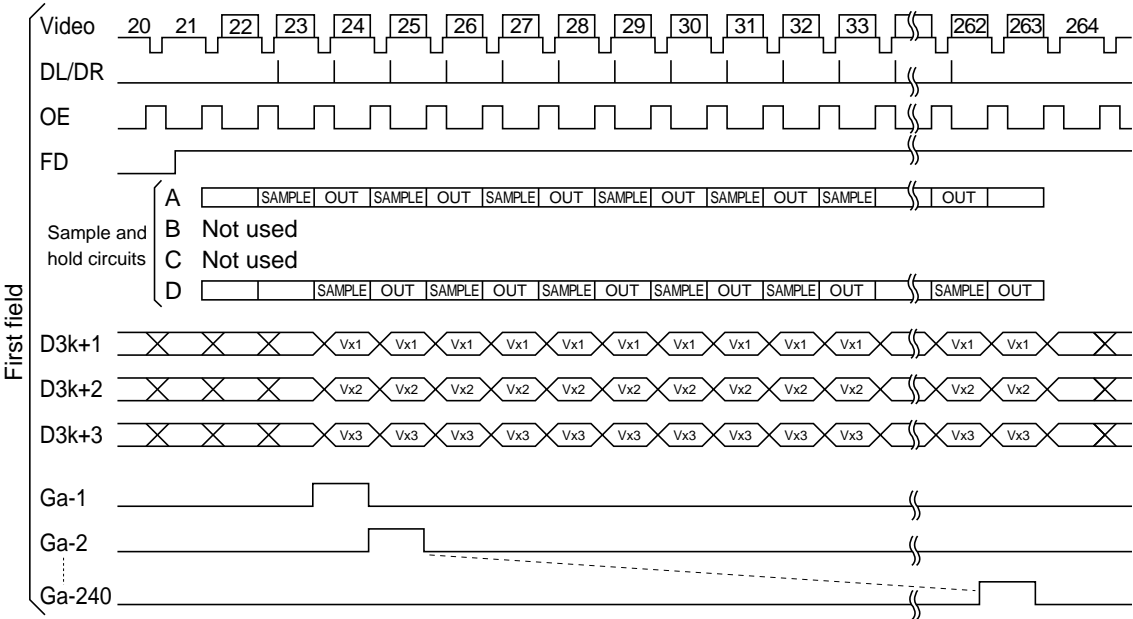 Video 20 21 22 23 24 25 26 27 28 29 30 31 32 33 262 263 264
DL/DR
OE
FD
First field
Sample and
hold circuits
A SAMPLE OUT SAMPLE OUT SAMPLE OUT SAMPLE OUT SAMPLE OUT SAMPLE OUT
B Not used
C Not used
D SAMPLE OUT SAMPLE OUT SAMPLE OUT SAMPLE OUT SAMPLE OUT SAMPLE OUT
D3k+1 Vx1 Vx1 Vx1 Vx1 Vx1 Vx1 Vx1 Vx1 Vx1 Vx1 Vx1 Vx1
D3k+2 Vx2 Vx2 Vx2 Vx2 Vx2 Vx2 Vx2 Vx2 Vx2 Vx2 Vx2 Vx2
D3k+3 Vx3 Vx3 Vx3 Vx3 Vx3 Vx3 Vx3 Vx3 Vx3 Vx3 Vx3 Vx3
Ga-1
Ga-2
Ga-240